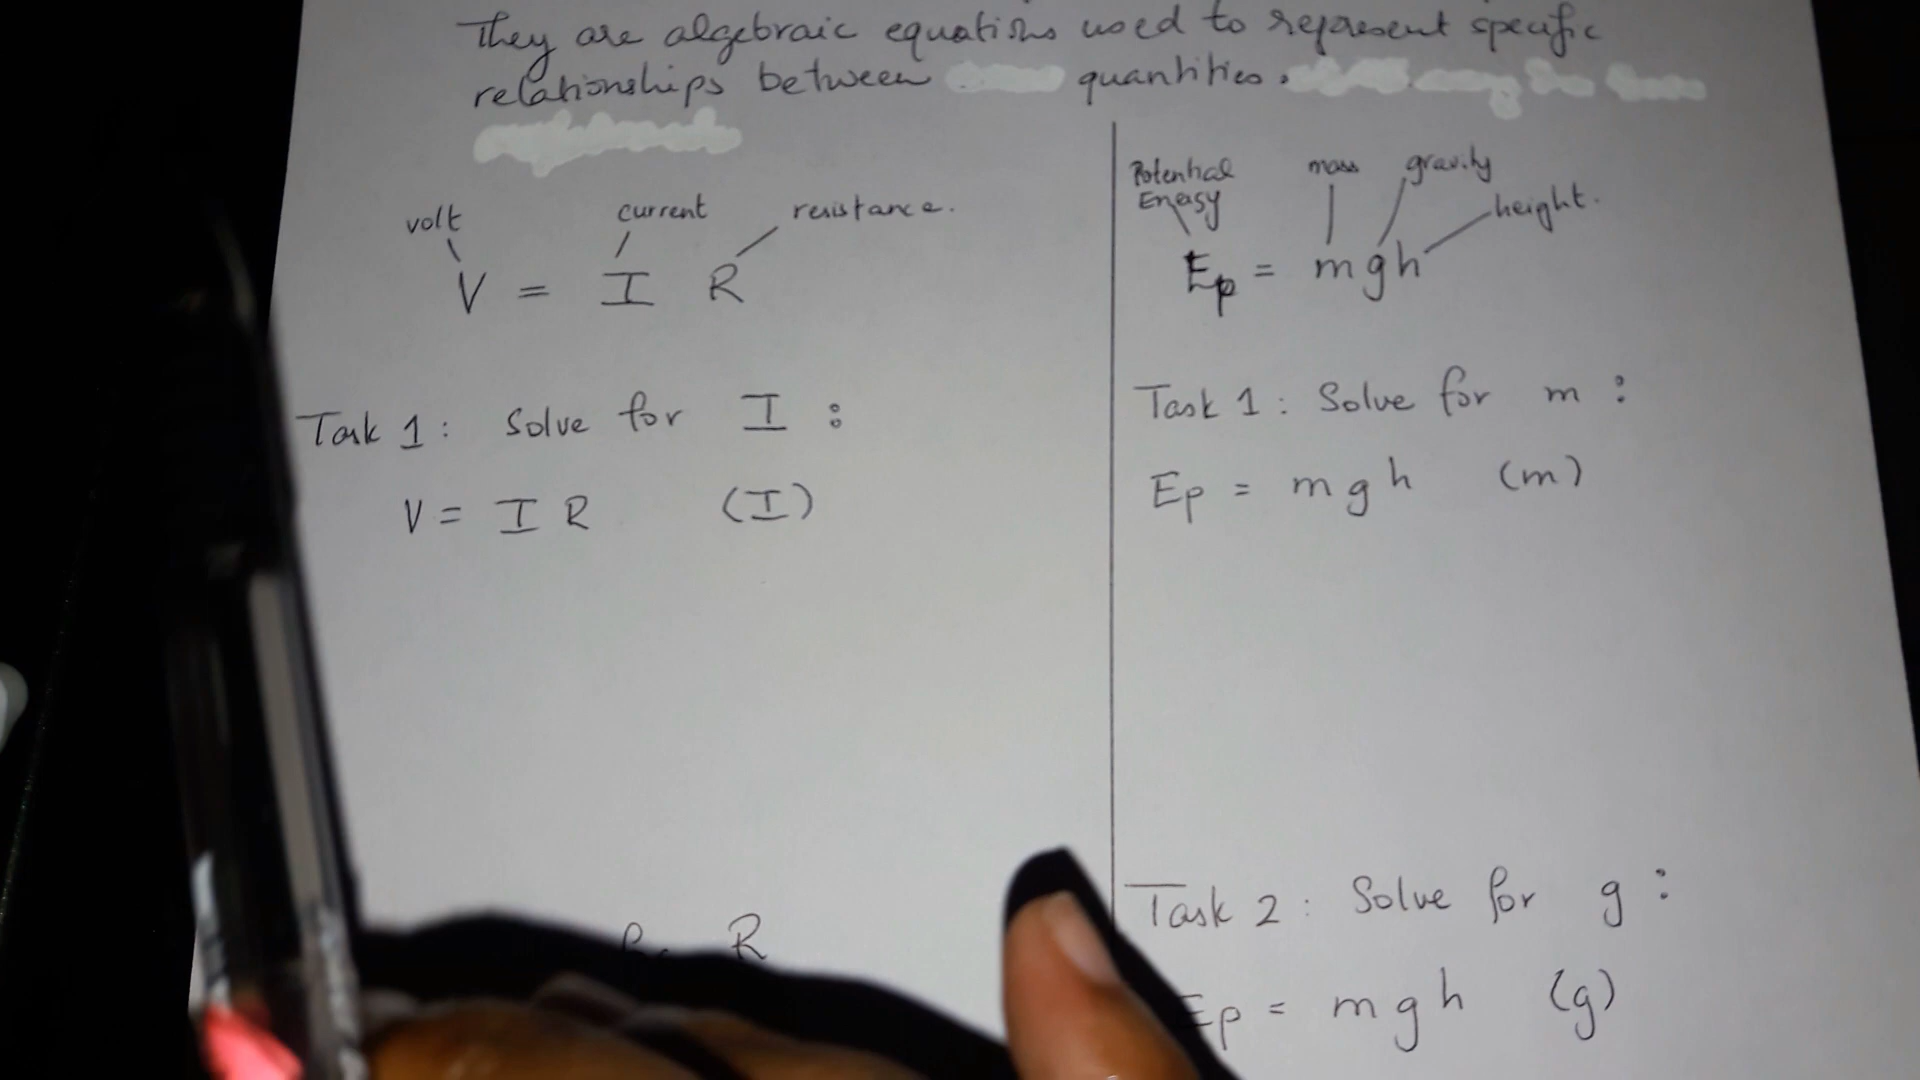 They are algebraic equations used to represent specific
relationships between quantities.
volt
current
resistance.
V = I R
Task 1: Solve for I :
V = I R (I)
R
Potential
Energy
mass
gravity
height.
Ep = mgh
Task 1: Solve for m :
Ep = mgh (m)
Task 2: Solve for g :
Ep = mgh (g)